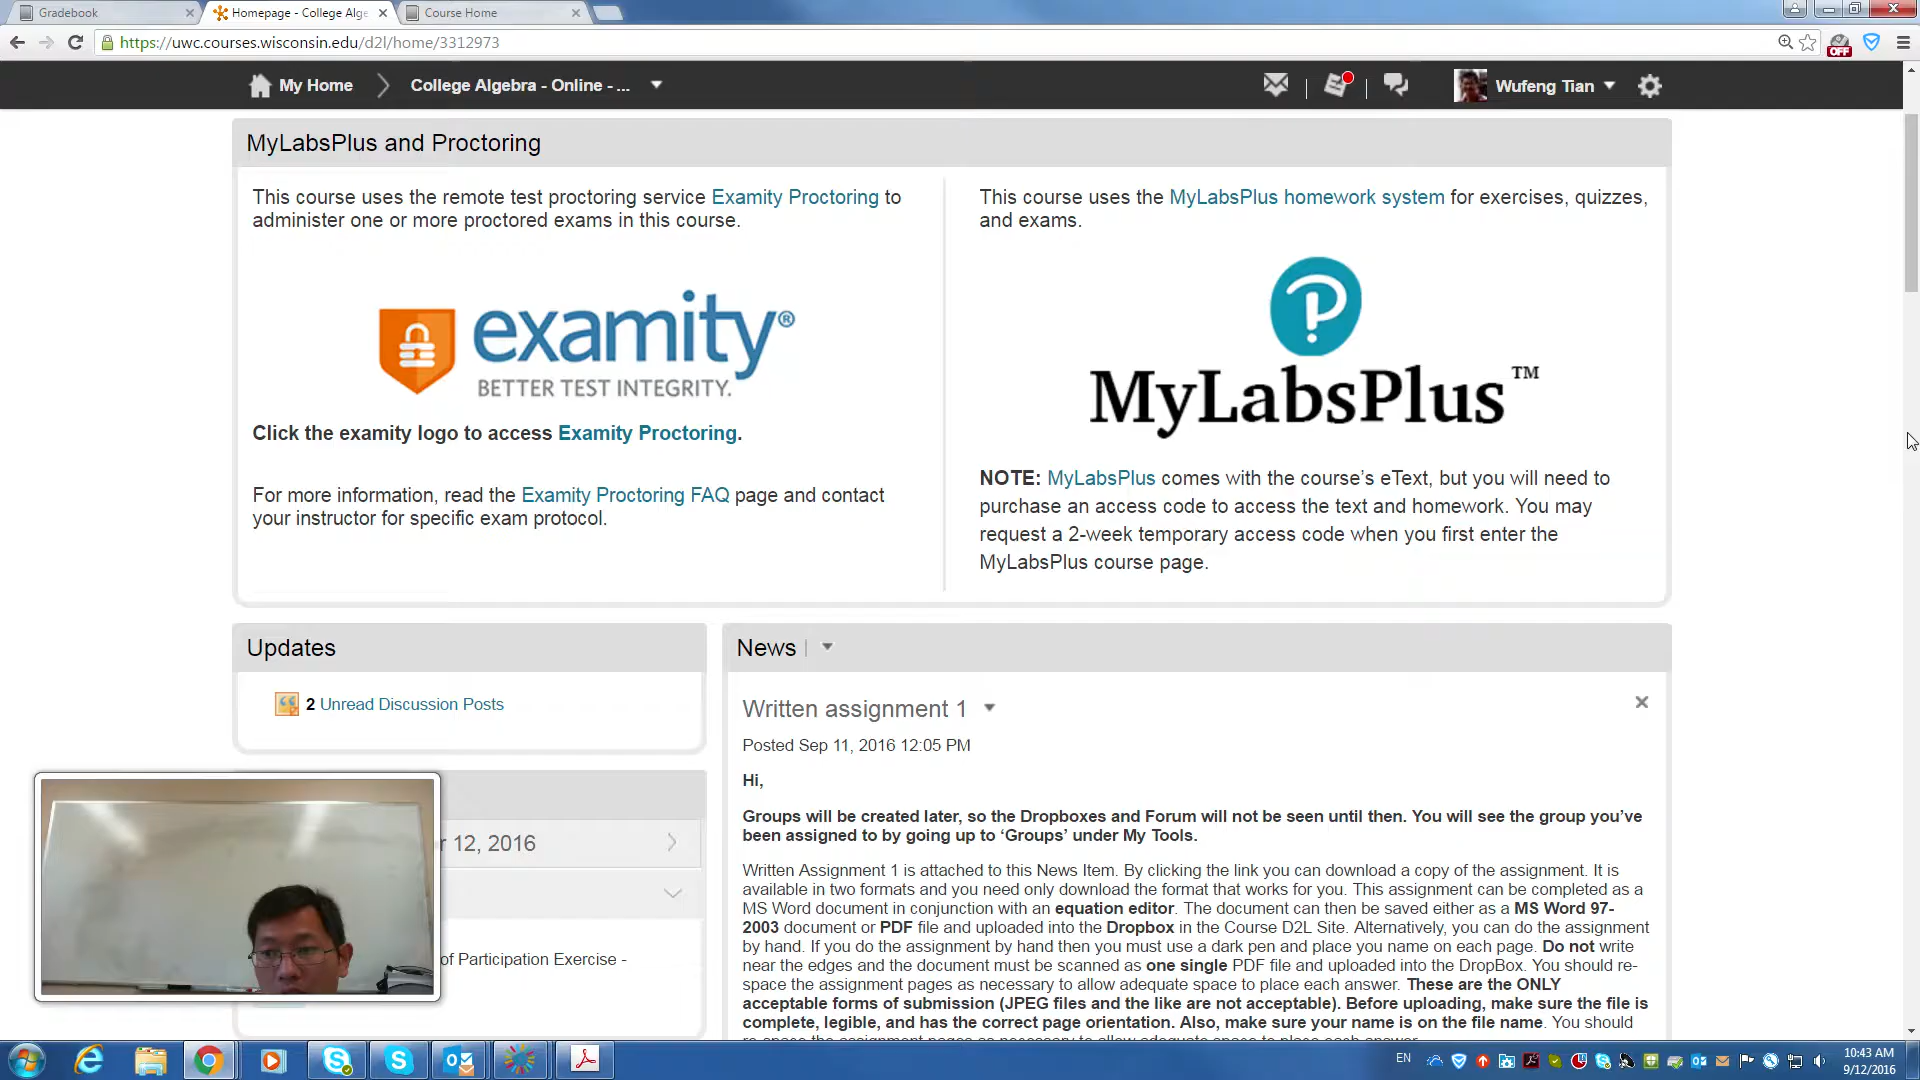 Gradebook
Homepage - College Alge
Course Home
https://uwc.courses.wisconsin.edu/d2l/home/3312973
OFF
My Home
College Algebra - Online - ...
Wufeng Tian
MyLabsPlus and Proctoring
This course uses the remote test proctoring service Examity Proctoring to
administer one or more proctored exams in this course.
examity®
BETTER TEST INTEGRITY.
Click the examity logo to access Examity Proctoring.
For more information, read the Examity Proctoring FAQ page and contact
your instructor for specific exam protocol.
This course uses the MyLabsPlus homework system for exercises, quizzes,
and exams.
P
MyLabsPlus™
NOTE: MyLabsPlus comes with the course's eText, but you will need to
purchase an access code to access the text and homework. You may
request a 2-week temporary access code when you first enter the
MyLabsPlus course page.
Updates
2 Unread Discussion Posts
r 12, 2016
of Participation Exercise -
News
Written assignment 1
Posted Sep 11, 2016 12:05 PM
Hi,
Groups will be created later, so the Dropboxes and Forum will not be seen until then. You will see the group you've
been assigned to by going up to ‘Groups’ under My Tools.
Written Assignment 1 is attached to this News Item. By clicking the link you can download a copy of the assignment. It is
available in two formats and you need only download the format that works for you. This assignment can be completed as a
MS Word document in conjunction with an equation editor. The document can then be saved either as a MS Word 97-
2003 document or PDF file and uploaded into the Dropbox in the Course D2L Site. Alternatively, you can do the assignment
by hand. If you do the assignment by hand then you must use a dark pen and place you name on each page. Do not write
near the edges and the document must be scanned as one single PDF file and uploaded into the DropBox. You should re-
space the assignment pages as necessary to allow adequate space to place each answer. These are the ONLY
acceptable forms of submission (JPEG files and the like are not acceptable). Before uploading, make sure the file is
complete, legible, and has the correct page orientation. Also, make sure your name is on the file name. You should
re-space the assignment pages as necessary to allow adequate space to place each answer.
EN
10:43 AM
9/12/2016